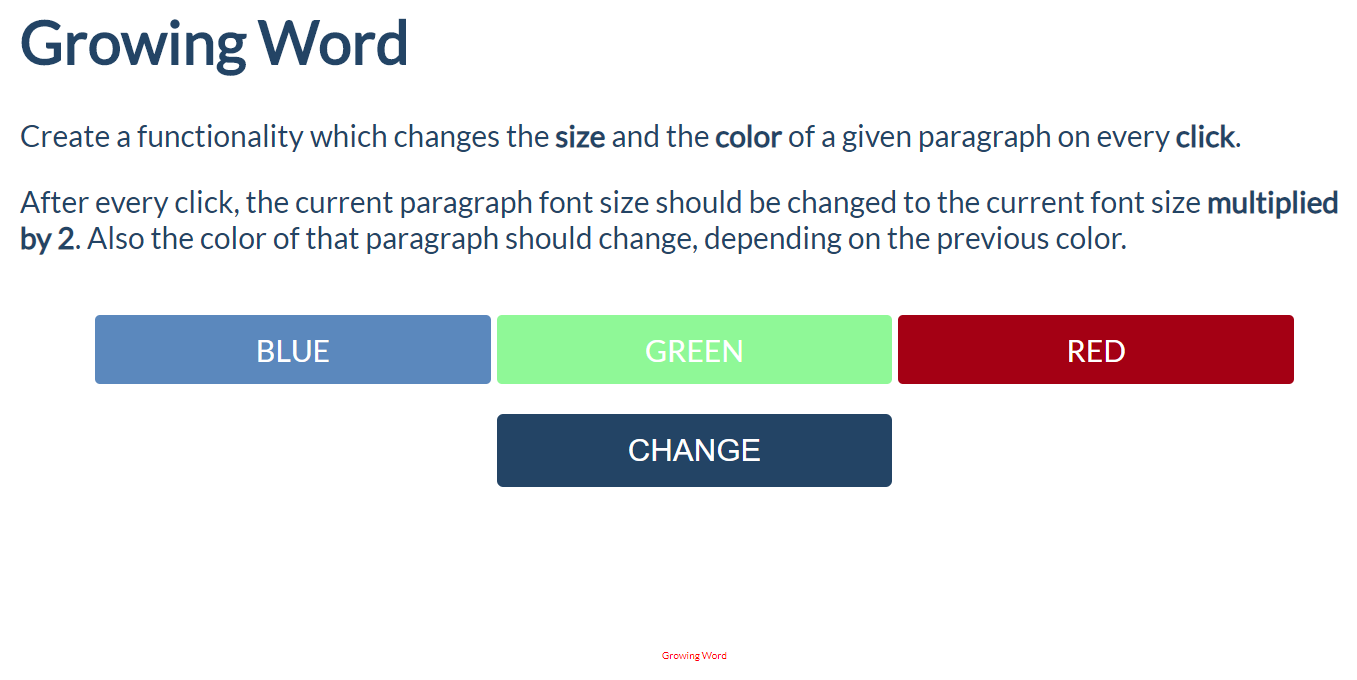 Growing Word
Create a functionality which changes the size and the color of a given paragraph on every click.
After every click, the current paragraph font size should be changed to the current font size multiplied
by 2. Also the color of that paragraph should change, depending on the previous color.
BLUE
GREEN
RED
CHANGE
Growing Word